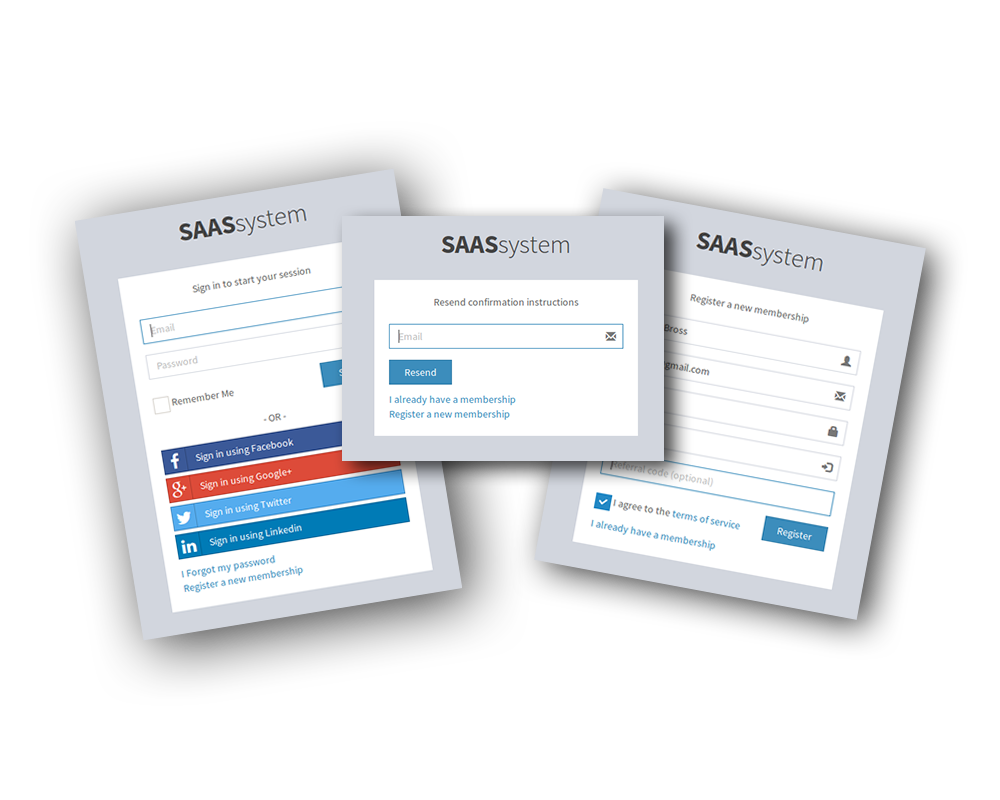 SAASsystem
Sign in to start your session
Email
Password
Remember Me
- OR -
Sign in using Facebook
Sign in using Google+
Sign in using Twitter
Sign in using Linkedin
I Forgot my password
Register a new membership
SAASsystem
Resend confirmation instructions
Email
Resend
I already have a membership
Register a new membership
SAASsystem
Register a new membership
Bross
gmail.com
Referral code (optional)
I agree to the terms of service
Register
I already have a membership